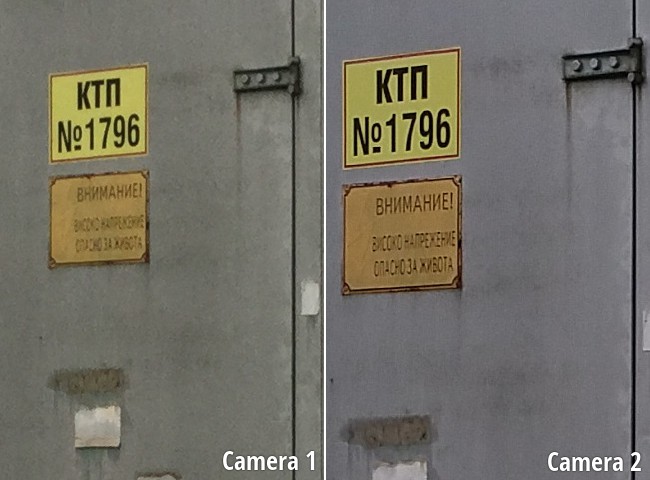 КТП
№1796
ВНИМАНИЕ!
ВИСОКО НАПРЕЖЕНИЕ
ОПАСНО ЗА ЖИВОТА
Camera 1
КТП
№1796
ВНИМАНИЕ!
ВИСОКО НАПРЕЖЕНИЕ
ОПАСНО ЗА ЖИВОТА
Camera 2